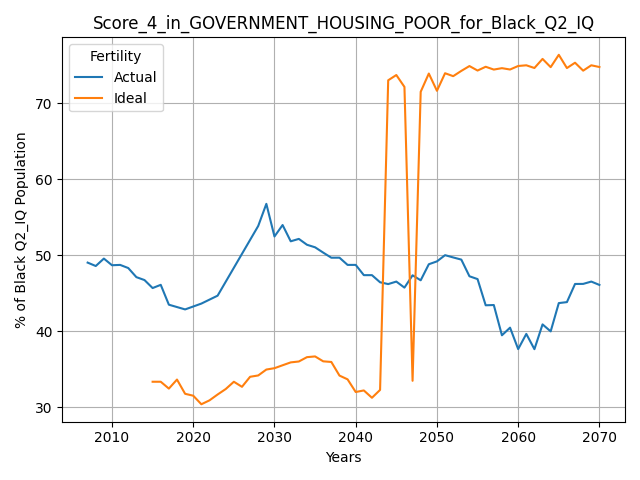 Score_4_in_GOVERNMENT_HOUSING_POOR_for_Black_Q2_IQ
Fertility
Actual
Ideal
% of Black Q2_IQ Population
70
60
50
40
30
2010
2020
2030
2040
2050
2060
2070
Years